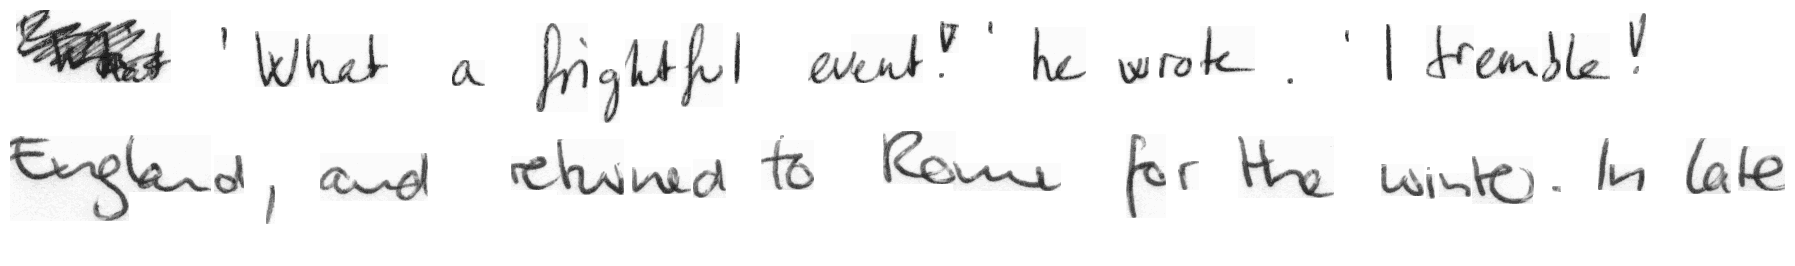 'What a frightful event!' he wrote. 'I tremble!
England, and returned to Rome for the winter. In late